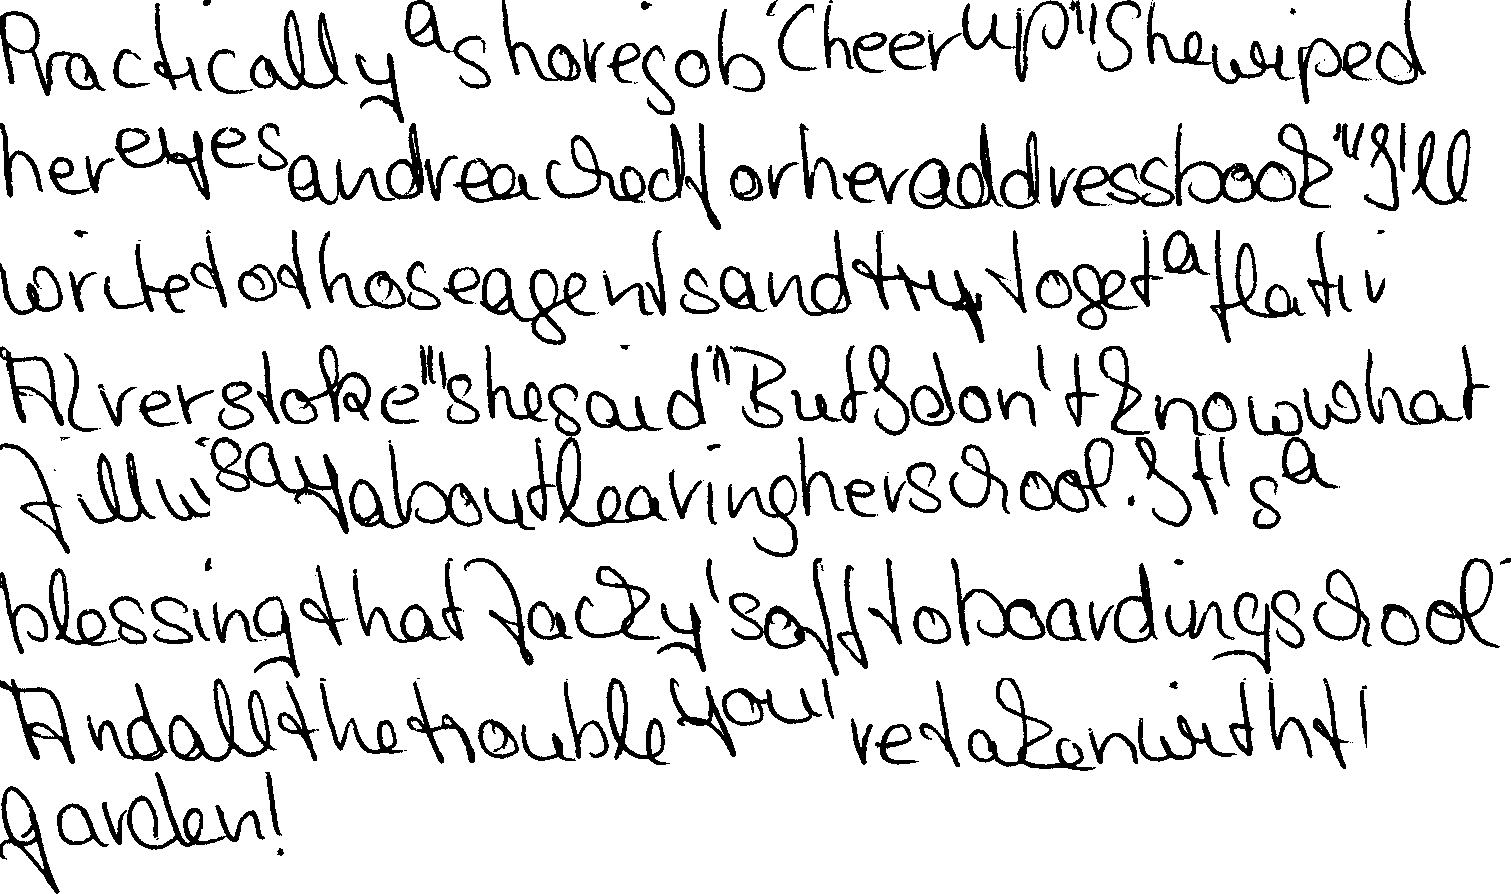 Practically a shore job "Cheer up" She wiped
her eyes and reached for her address book "I'll
write to those agents and try to get a flat in
Alverstoke" she said "But I don't know what
Jill'll say about leaving her school. It's a
blessing that Jacky's off to boarding school
And all the trouble you've taken with
garden!